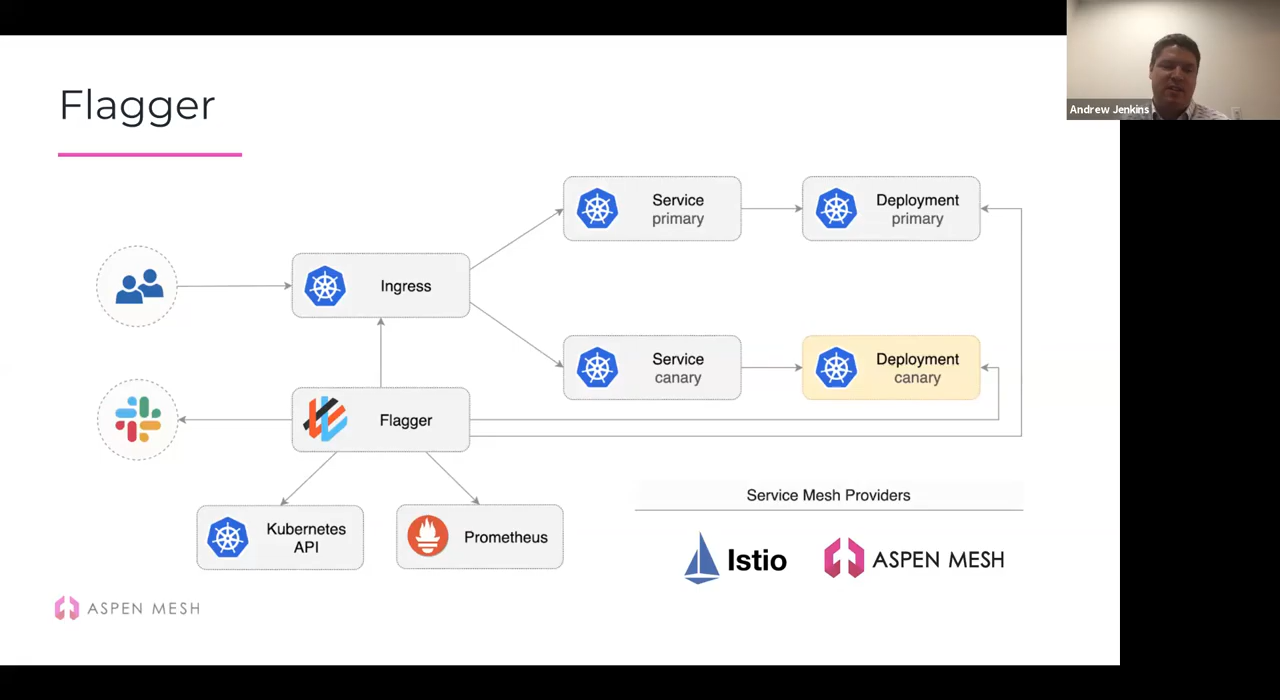 Flagger
Andrew Jenkins
Service
primary
Deployment
primary
Ingress
Service
canary
Deployment
canary
Flagger
Kubernetes
API
Prometheus
Service Mesh Providers
Istio
ASPEN MESH
ASPEN MESH